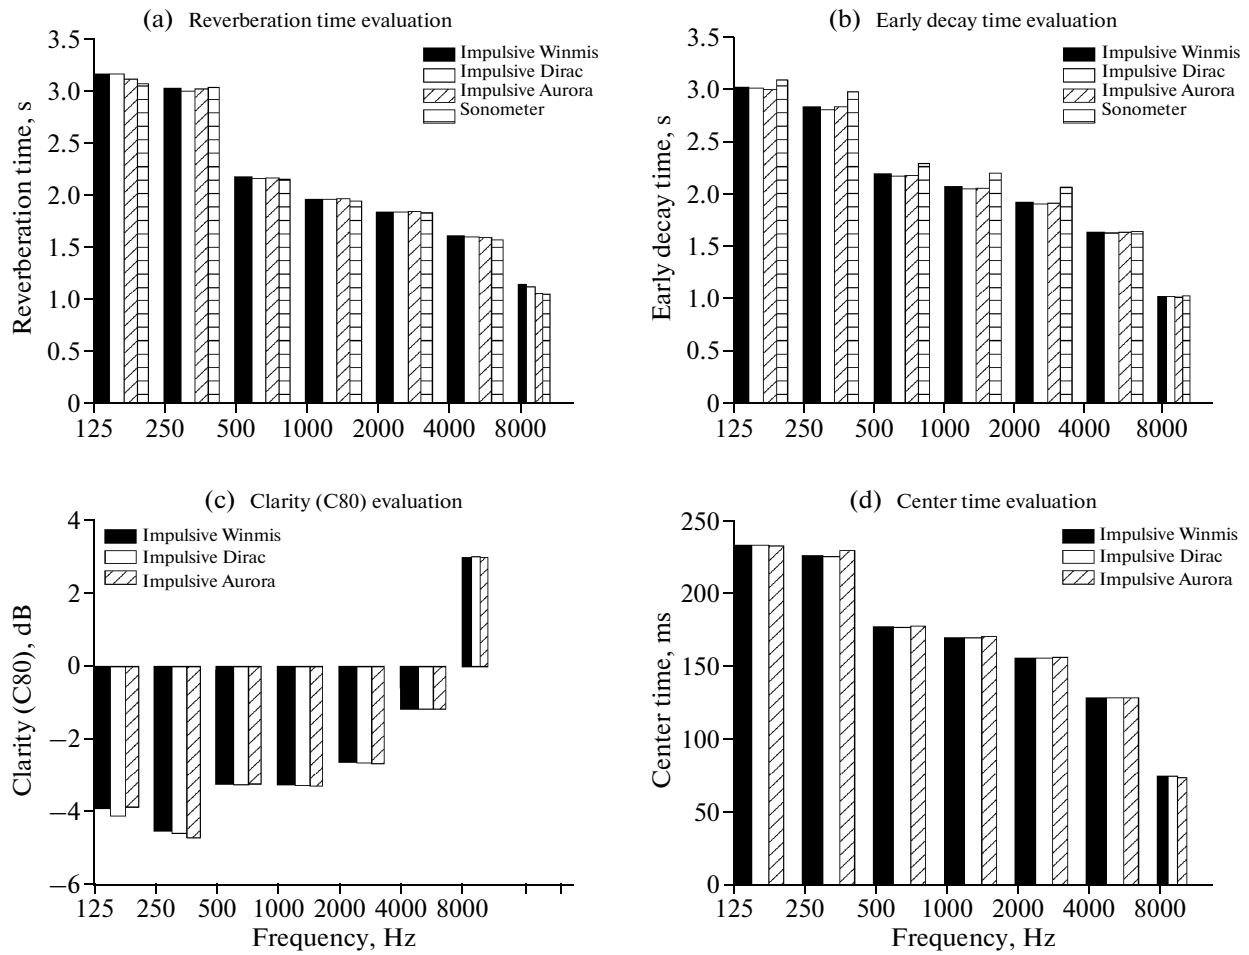 (a) Reverberation time evaluation
3.5
3.0
2.5
2.0
1.5
1.0
0.5
0
Reverberation time, s
Impulsive Winmis
Impulsive Dirac
Impulsive Aurora
Sonometer
125 250 500 1000 2000 4000 8000
(b) Early decay time evaluation
3.5
3.0
2.5
2.0
1.5
1.0
0.5
0
Early decay time, s
Impulsive Winmis
Impulsive Dirac
Impulsive Aurora
Sonometer
125 250 500 1000 2000 4000 8000
(c) Clarity (C80) evaluation
4
2
0
−2
−4
−6
Clarity (C80), dB
Impulsive Winmis
Impulsive Dirac
Impulsive Aurora
125 250 500 1000 2000 4000 8000
Frequency, Hz
(d) Center time evaluation
250
200
150
100
50
0
Center time, ms
Impulsive Winmis
Impulsive Dirac
Impulsive Aurora
125 250 500 1000 2000 4000 8000
Frequency, Hz